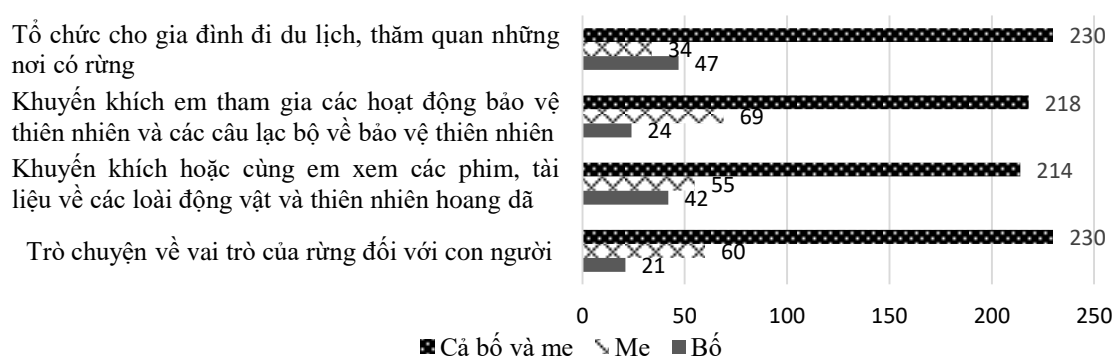 Tổ chức cho gia đình đi du lịch, thăm quan những
nơi có rừng
230
34
47
Khuyến khích em tham gia các hoạt động bảo vệ
thiên nhiên và các câu lạc bộ về bảo vệ thiên nhiên
218
69
24
Khuyến khích hoặc cùng em xem các phim, tài
liệu về các loài động vật và thiên nhiên hoang dã
214
55
42
Trò chuyện về vai trò của rừng đối với con người
230
60
21
0 50 100 150 200 250
Cả bố và mẹ Mẹ Bố